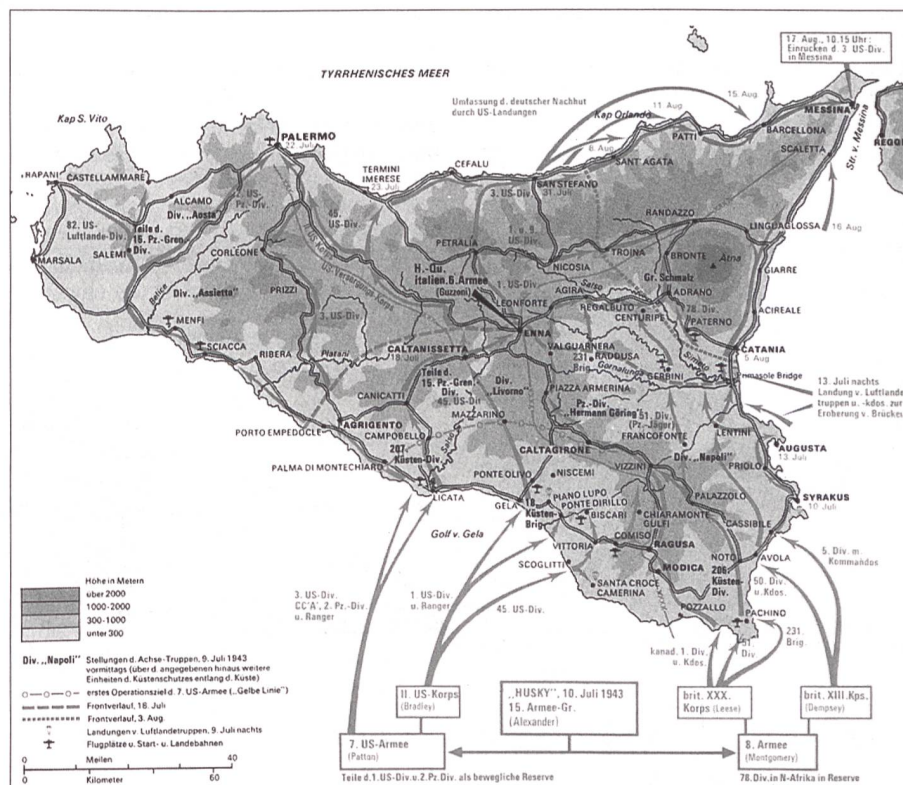 17. Aug., 10.15 Uhr:
Einrücken d. 3 US-Div.
in Messina
TYRRHENISCHES MEER
Umfassung d. deutscher Nachhut
durch US-Landungen
15. Aug.
11. Aug.
8. Aug.
Kap Orlando
MESSINA
Str. v. Messina
REGGIO
Kap S. Vito
PALERMO
22. Juli
CEFALU
PATTI
BARCELLONA
SCALETTA
SANT'AGATA
TERMINI
IMERESE
23. Juli
SAN STEFANO
31. Juli
RAPANI
CASTELLAMMARE
ALCAMO
Div. „Aosta"
2. US-
Pz.-Div.
45.
US-Div.
3. US-Div.
1. u. 9.
US-Div.
RANDAZZO
LINGUAGLOSSA
16. Aug
82. US-
Luftlande-Div.
Teile d.
15. Pz.-Gren.
Div.
SALEMI
MARSALA
CORLEONE
PETRALIA
NICOSIA
TROINA
BRONTE
Ätna
GIARRE
Gr. Schmalz
ADRANO
H.-Qu.
italien. 6. Armee
(Guzzoni)
1. US-Div.
Salso
AGIRA
LEONFORTE
REGALBUTO
CENTURIPE
78. Div.
PATERNO
ACIREALE
Belice
Div. „Assietta"
PRIZZI
MENFI
SCIACCA
RIBERA
3. US-Div.
Platani
CALTANISSETTA
18. Juli
ENNA
VALGUARNERA
231
Brig.
RADDUSA
Gornalunga
GERBINI
Simeto
CATANIA
5 Aug
Primasole Bridge
Teile d.
15. Pz.-Gren.
Div.
45. US-Dit
Div.
„Livorno"
PIAZZA ARMERINA
Pz.-Div.
„Hermann Göring"
51. Div.
(Pz.-Jäger)
13. Juli nachts
Landung v. Luftlande
truppen u. -kdos. zur
Eroberung v. Brücken
CANICATTI
MAZZARINO
FRANCOFONTE
LENTINI
AUGUSTA
13. Juli
PORTO EMPEDOCLE
AGRIGENTO
CAMPOBELLO
207.
Küsten-Div.
Salso
CALTAGIRONE
Div. „Napoli"
PRIOLO
PALMA DI MONTECHIARO
PONTE OLIVO
NISCEMI
VIZZINI
LICATA
GELA
18.
Küsten-
Brig.
PIANO LUPO
PONTE DIRILLO
BISCARI
PALAZZOLO
SYRAKUS
10. Juli
CHIARAMONTE
GULFI
CASSIBILE
Golf v. Gela
VITTORIA
COMISO
RAGUSA
MODICA
NOTO
206.
Küsten-
Div.
AVOLA
5. Div. m.
Kommandos
SCOGLITTI
SANTA CROCE
CAMERINA
50. Div.
u. Kdos.
POZZALLO
PACHINO
231.
Brig.
3. US-Div.
CC'A', 2. Pz.-Div.
u. Ranger
1. US-Div.
u. Ranger
45. US-Div.
kanad. 1. Div.
u. Kdos.
51.
Div.
Höhe in Metern
über 2000
1000-2000
300-1000
unter 300
Div. „Napoli"
Stellungen d. Achse-Truppen, 9. Juli 1943
vormittags (über d. angegebenen hinaus weitere
Einheiten d. Küstenschutzes entlang d. Küste)
erstes Operationsziel d. 7. US-Armee („Gelbe Linie")
Frontverlauf, 18. Juli
Frontverlauf, 3. Aug.
Landungen v. Luftlandetruppen, 9. Juli nachts
Flugplätze u. Start- u. Landebahnen
0 Meilen 40
0 Kilometer 60
II. US-Korps
(Bradley)
„HUSKY", 10. Juli 1943
15. Armee-Gr.
(Alexander)
brit. XXX.
Korps (Leese)
brit. XIII. Kps.
(Dempsey)
7. US-Armee
(Patton)
8. Armee
(Montgomery)
Teile d. 1. US-Div. u. 2. Pz. Div. als bewegliche Reserve
78. Div. in N-Afrika in Reserve